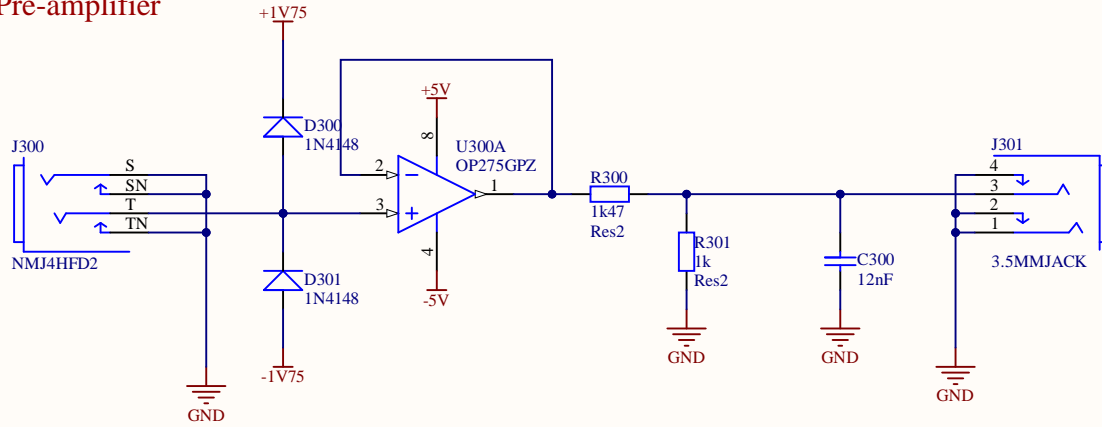 Pre-amplifier
+1V75
D300
1N4148
+5V
8
U300A
OP275GPZ
J300
S
SN
T
TN
NMJ4HFD2
2
3
1
4
-5V
D301
1N4148
-1V75
GND
R300
1k47
Res2
R301
1k
Res2
GND
C300
12nF
GND
J301
4
3
2
1
3.5MMJACK
GND